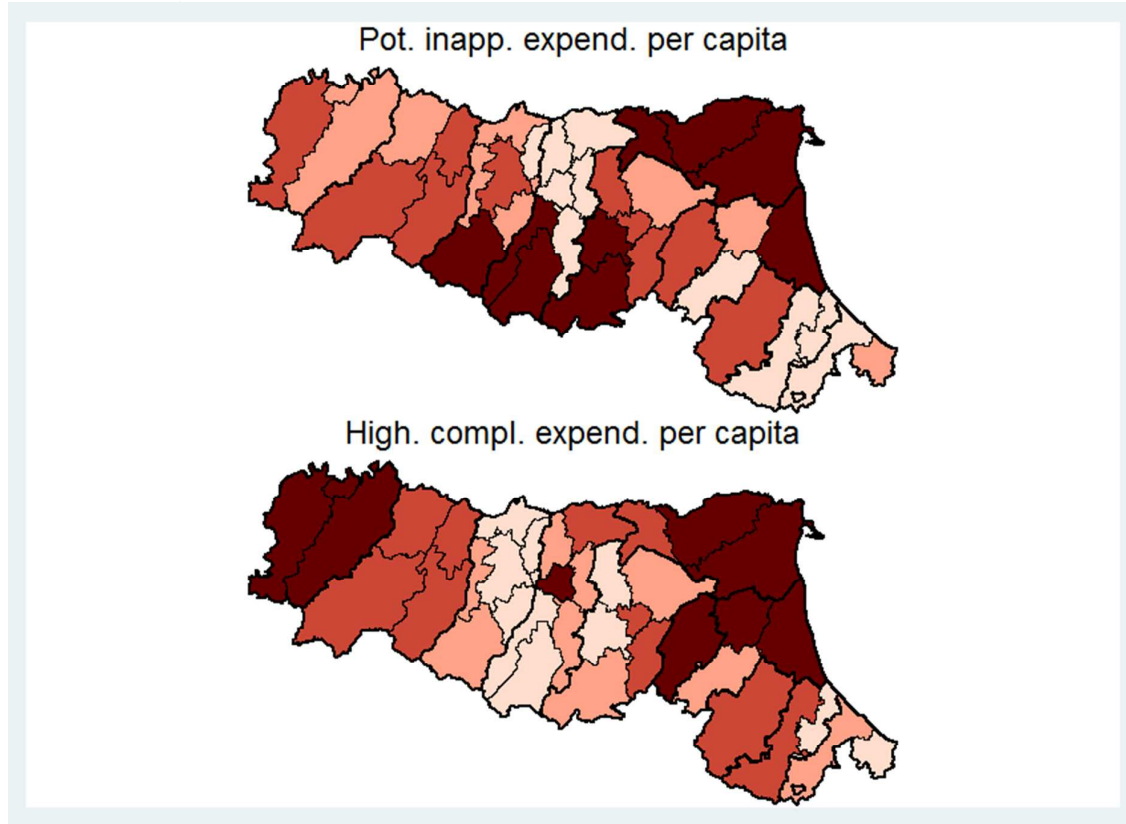 Pot. inapp. expend. per capita
High. compl. expend. per capita